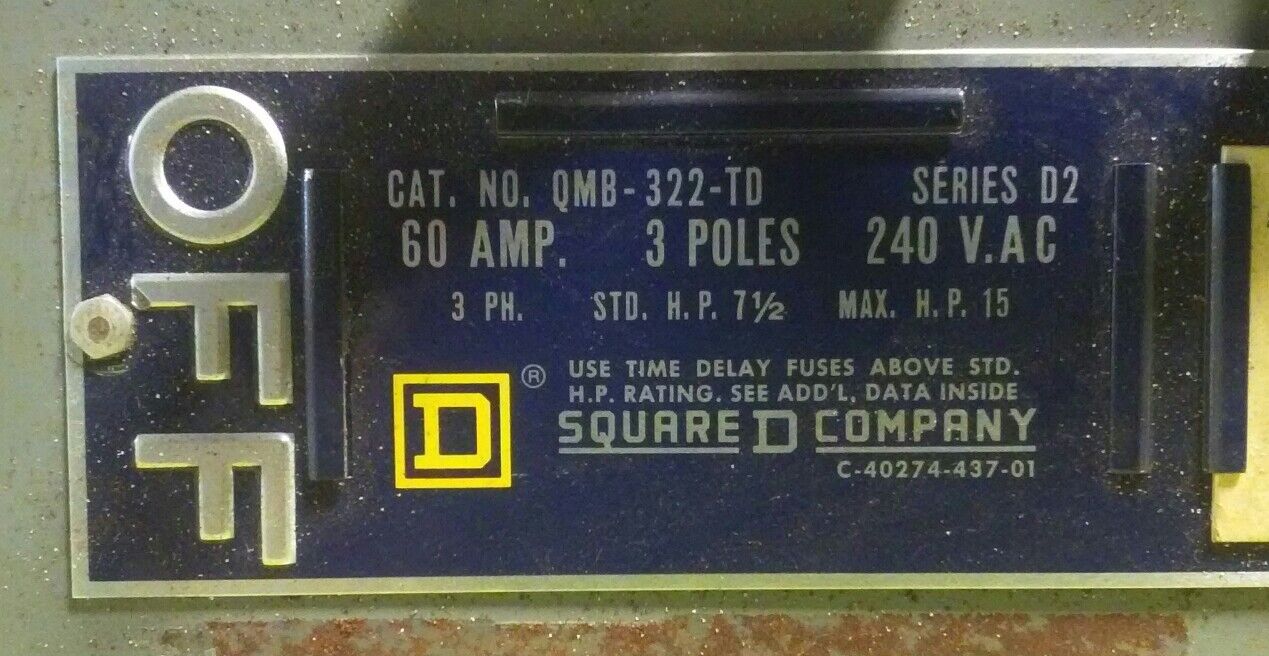 OFF
CAT. NO. QMB-322-TD SERIES D2
60 AMP. 3 POLES 240 V.AC
3 PH. STD. H.P. 7½ MAX. H.P. 15
D ® USE TIME DELAY FUSES ABOVE STD.
H.P. RATING. SEE ADD'L. DATA INSIDE
SQUARE D COMPANY
C-40274-437-01